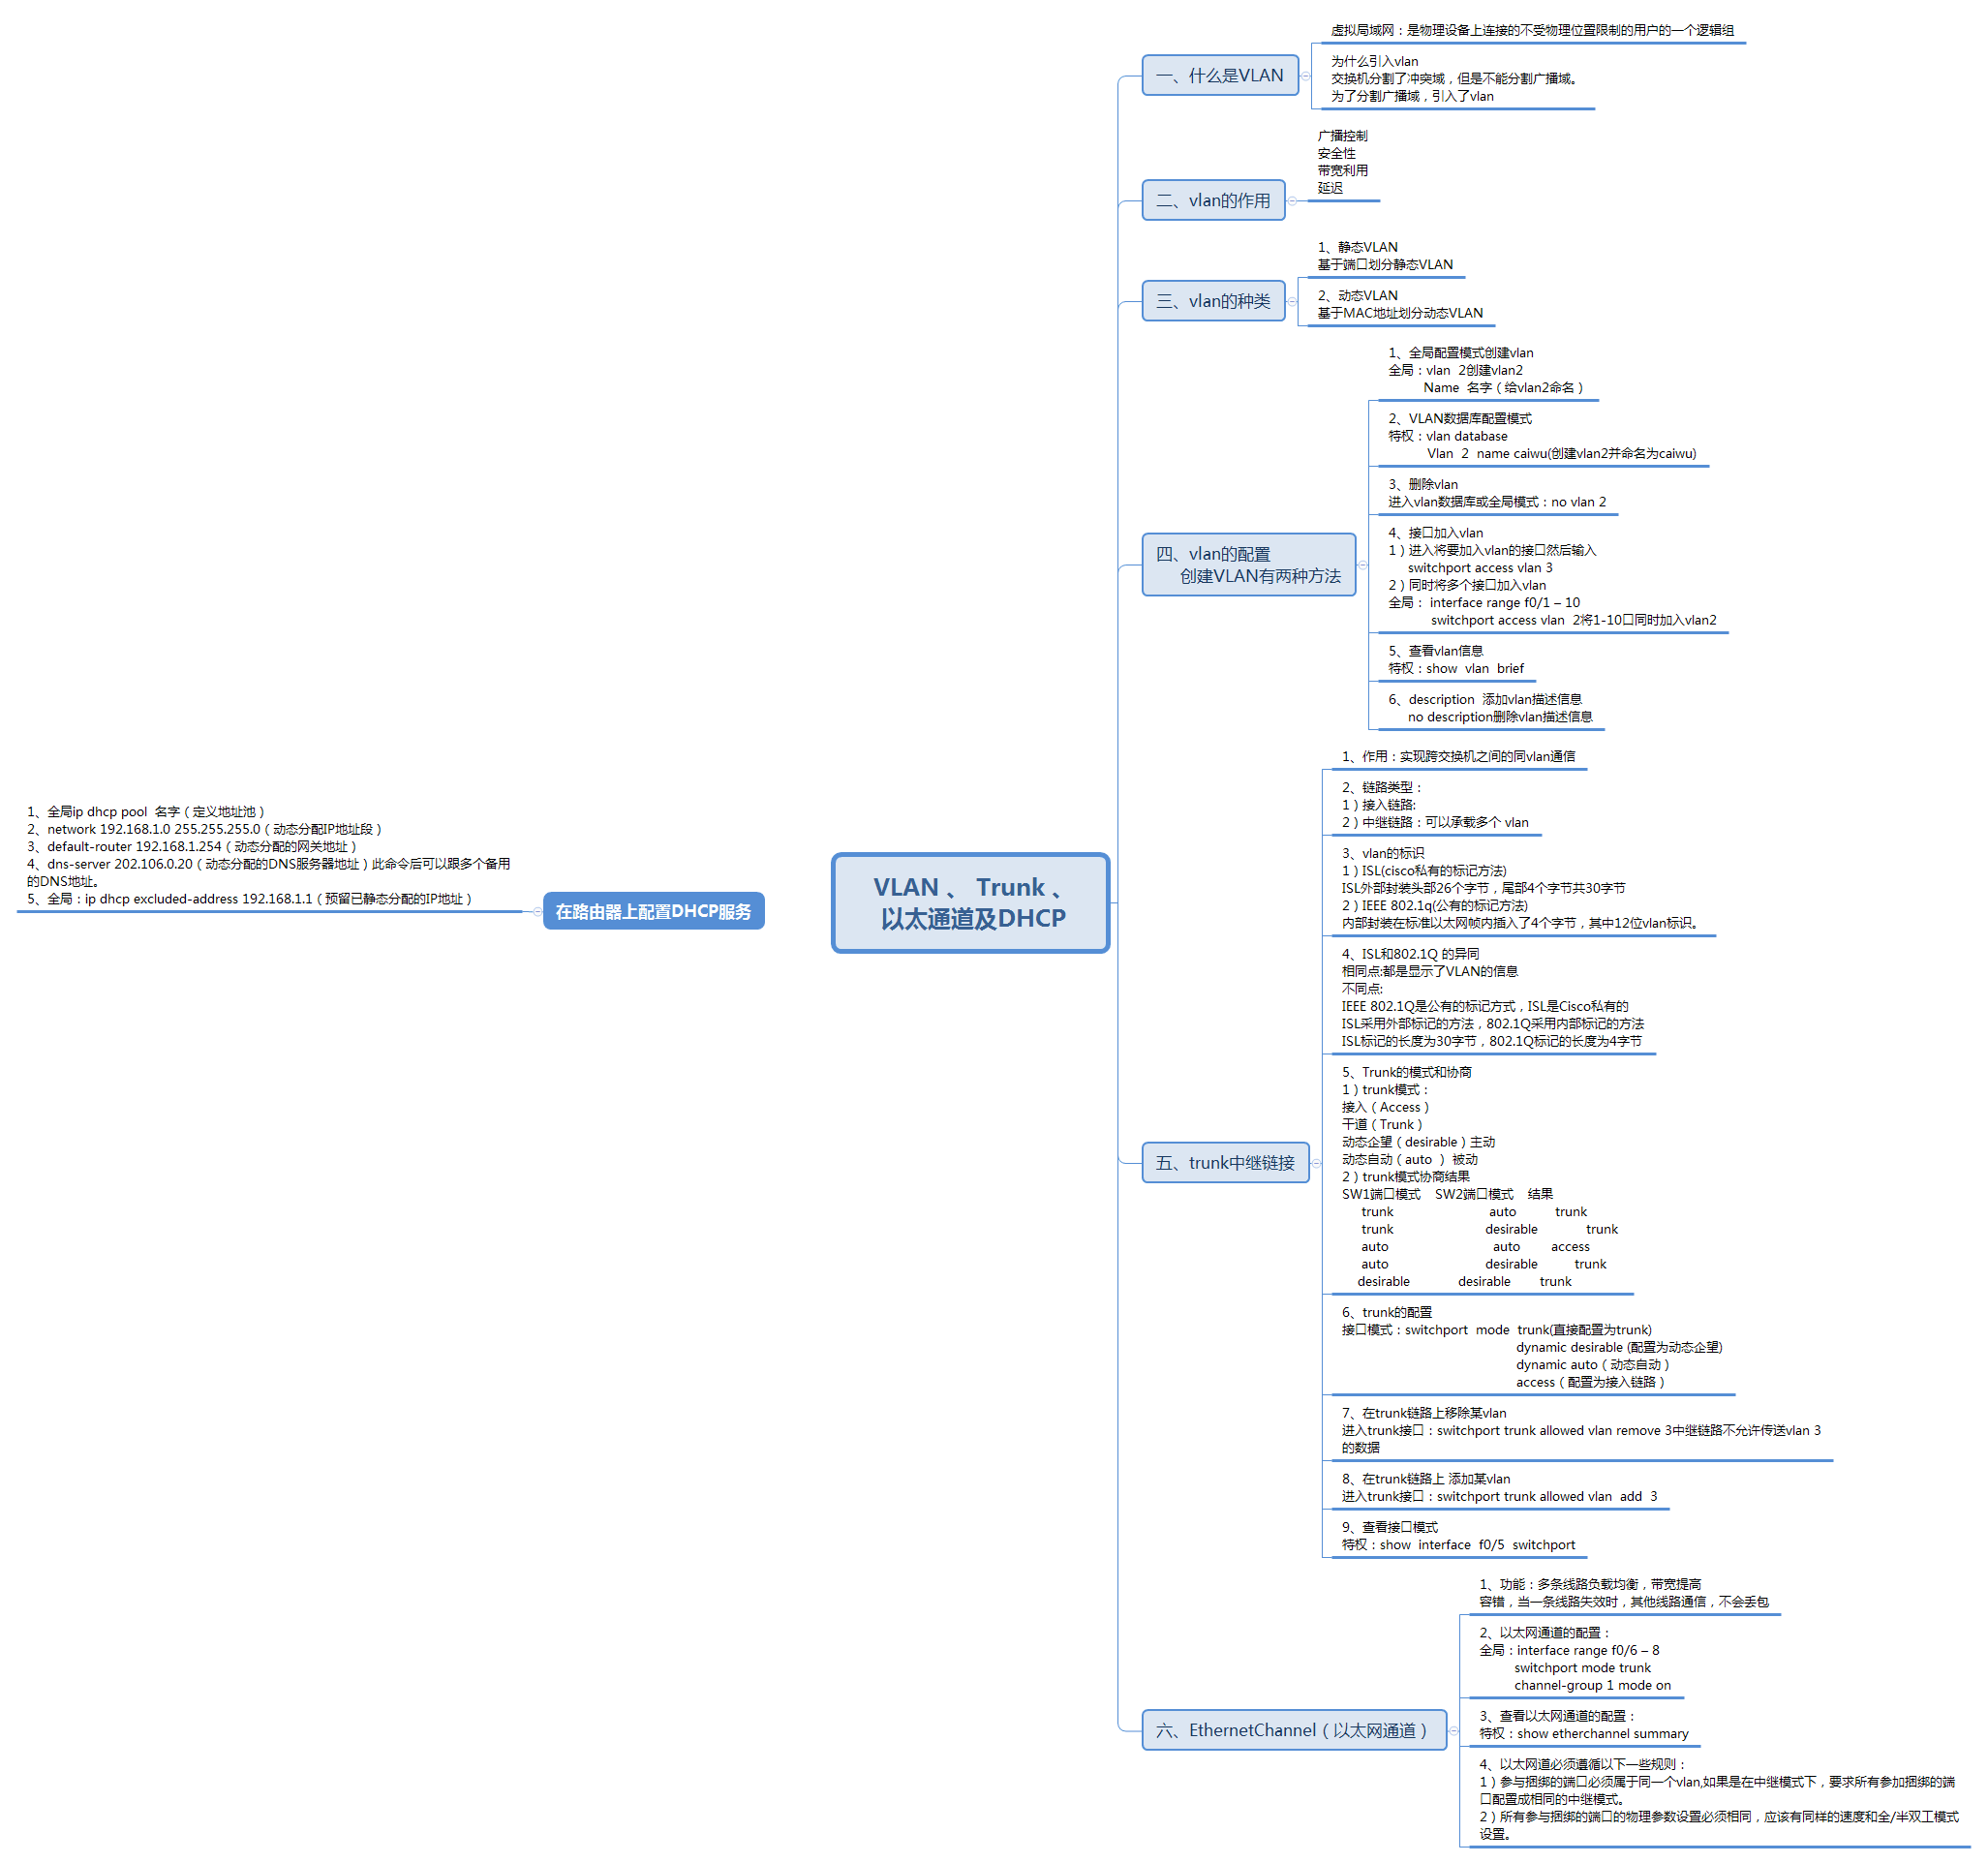 VLAN 、 Trunk 、
以太通道及DHCP
一、什么是VLAN
虚拟局域网：是物理设备上连接的不受物理位置限制的用户的一个逻辑组
为什么引入vlan
交换机分割了冲突域，但是不能分割广播域。
为了分割广播域，引入了vlan
二、vlan的作用
广播控制
安全性
带宽利用
延迟
三、vlan的种类
1、静态VLAN
基于端口划分静态VLAN
2、动态VLAN
基于MAC地址划分动态VLAN
四、vlan的配置
创建VLAN有两种方法
1、全局配置模式创建vlan
全局：vlan 2创建vlan2
Name 名字（给vlan2命名）
2、VLAN数据库配置模式
特权：vlan database
Vlan 2 name caiwu(创建vlan2并命名为caiwu)
3、删除vlan
进入vlan数据库或全局模式：no vlan 2
4、接口加入vlan
1）进入将要加入vlan的接口然后输入
switchport access vlan 3
2）同时将多个接口加入vlan
全局： interface range f0/1 – 10
switchport access vlan 2将1-10口同时加入vlan2
5、查看vlan信息
特权：show vlan brief
6、description 添加vlan描述信息
no description删除vlan描述信息
五、trunk中继链接
1、作用：实现跨交换机之间的同vlan通信
2、链路类型：
1）接入链路:
2）中继链路：可以承载多个 vlan
3、vlan的标识
1）ISL(cisco私有的标记方法)
ISL外部封装头部26个字节，尾部4个字节共30字节
2）IEEE 802.1q(公有的标记方法)
内部封装在标准以太网帧内插入了4个字节，其中12位vlan标识。
4、ISL和802.1Q 的异同
相同点:都是显示了VLAN的信息
不同点:
IEEE 802.1Q是公有的标记方式，ISL是Cisco私有的
ISL采用外部标记的方法，802.1Q采用内部标记的方法
ISL标记的长度为30字节，802.1Q标记的长度为4字节
5、Trunk的模式和协商
1）trunk模式：
接入（Access）
干道（Trunk）
动态企望（desirable）主动
动态自动（auto ） 被动
2）trunk模式协商结果
SW1端口模式 SW2端口模式 结果
trunk auto trunk
trunk desirable trunk
auto auto access
auto desirable trunk
desirable desirable trunk
6、trunk的配置
接口模式：switchport mode trunk(直接配置为trunk)
dynamic desirable (配置为动态企望)
dynamic auto（动态自动）
access（配置为接入链路）
7、在trunk链路上移除某vlan
进入trunk接口：switchport trunk allowed vlan remove 3中继链路不允许传送vlan 3
的数据
8、在trunk链路上 添加某vlan
进入trunk接口：switchport trunk allowed vlan add 3
9、查看接口模式
特权：show interface f0/5 switchport
六、EthernetChannel（以太网通道）
1、功能：多条线路负载均衡，带宽提高
容错，当一条线路失效时，其他线路通信，不会丢包
2、以太网通道的配置：
全局：interface range f0/6 – 8
switchport mode trunk
channel-group 1 mode on
3、查看以太网通道的配置：
特权：show etherchannel summary
4、以太网道必须遵循以下一些规则：
1）参与捆绑的端口必须属于同一个vlan,如果是在中继模式下，要求所有参加捆绑的端
口配置成相同的中继模式。
2）所有参与捆绑的端口的物理参数设置必须相同，应该有同样的速度和全/半双工模式
设置。
在路由器上配置DHCP服务
1、全局ip dhcp pool 名字（定义地址池）
2、network 192.168.1.0 255.255.255.0（动态分配IP地址段）
3、default-router 192.168.1.254（动态分配的网关地址）
4、dns-server 202.106.0.20（动态分配的DNS服务器地址）此命令后可以跟多个备用
的DNS地址。
5、全局：ip dhcp excluded-address 192.168.1.1（预留已静态分配的IP地址）